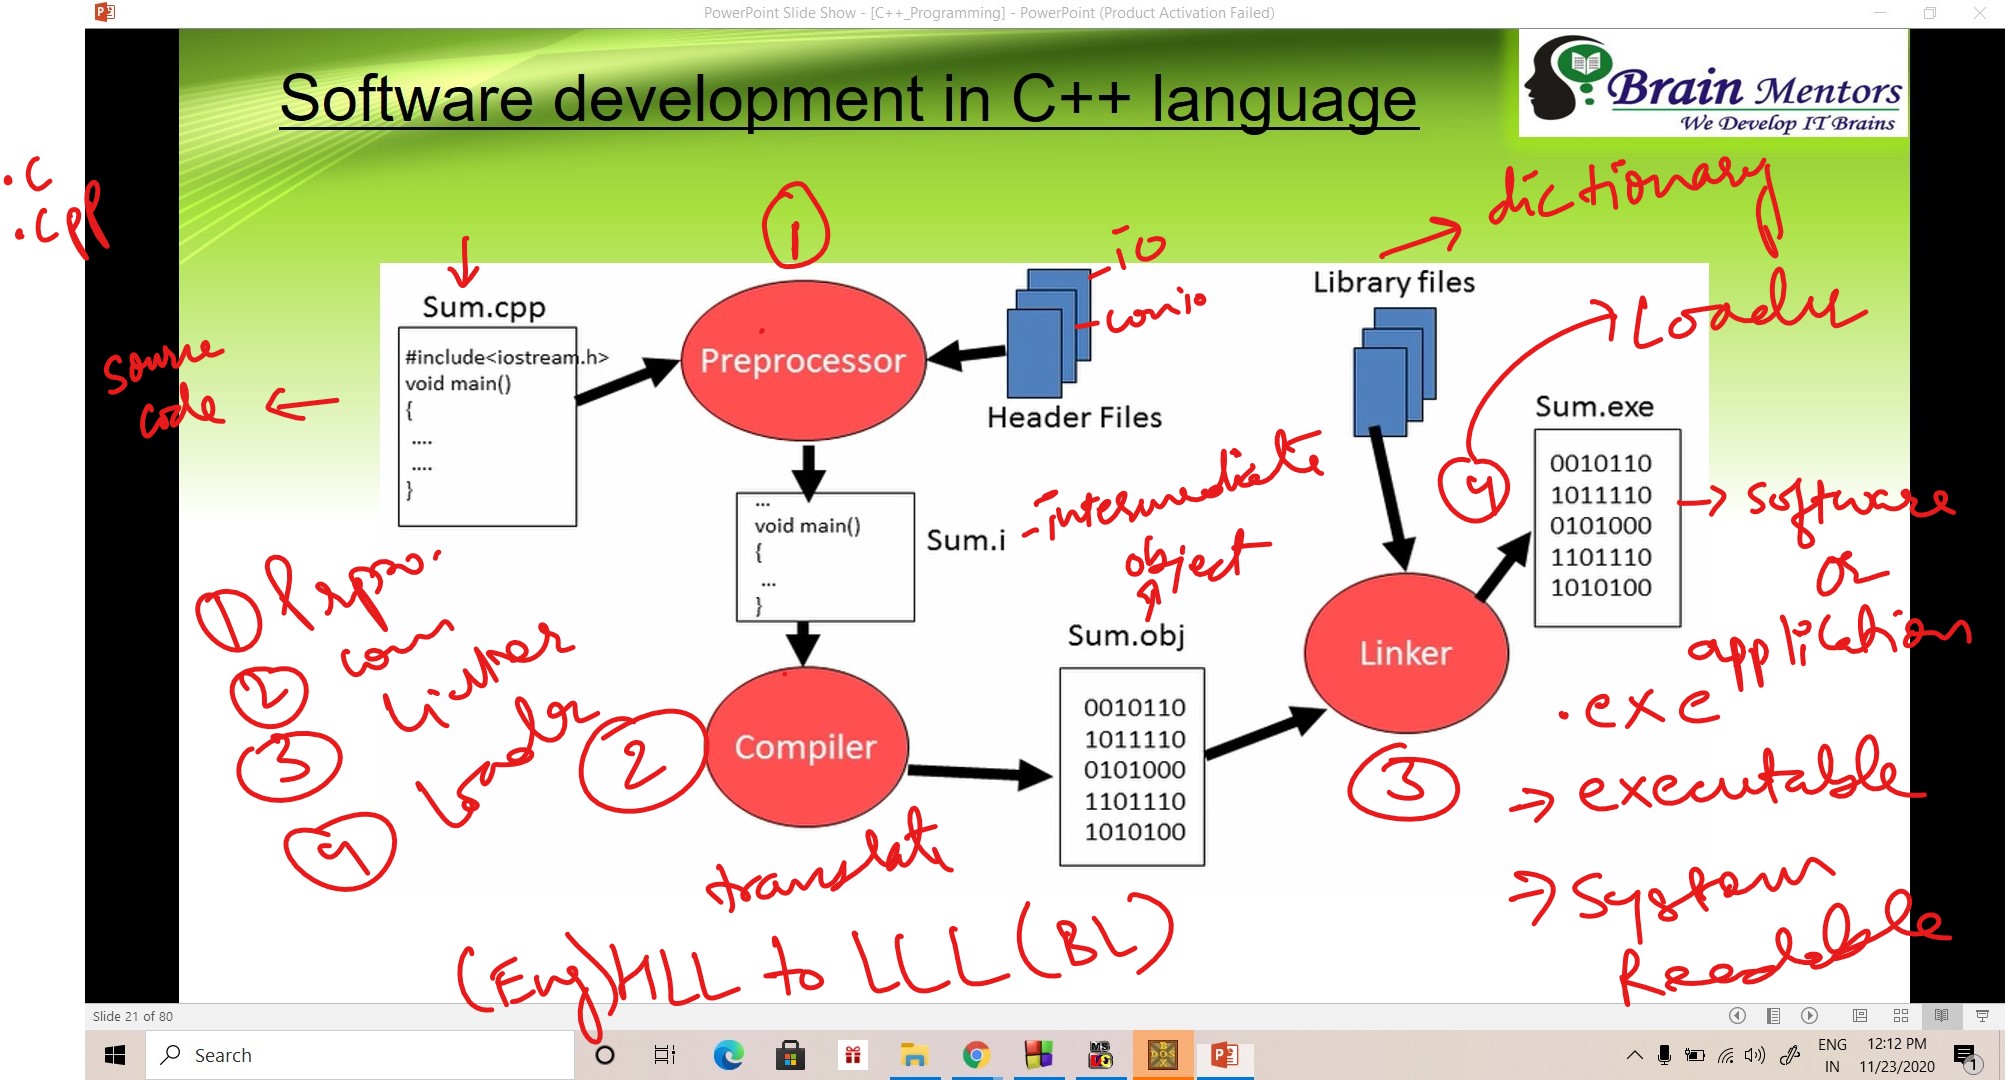 PowerPoint Slide Show - [C++_Programming] - PowerPoint (Product Activation Failed)
Software development in C++ language
Brain Mentors
We Develop IT Brains
.C
.Cpp
1
io
conio
dictionary
Loader
Sum.cpp
#include<iostream.h>
void main()
{
....
....
}
source
code
Preprocessor
Header Files
Library files
Sum.exe
0010110
1011110
0101000
1101110
1010100
4
software
or
application
.exe
executable
System
Readable
...
void main()
{
...
}
Sum.i
intermediate
object
Sum.obj
0010110
1011110
0101000
1101110
1010100
Linker
3
1 Prepro.
2 com
3 Linker
4 Loader
2
Compiler
translate
(Eng) HLL to LLL (BL)
Slide 21 of 80
Search
MS
BOX
DOS
ENG
IN
12:12 PM
11/23/2020
1